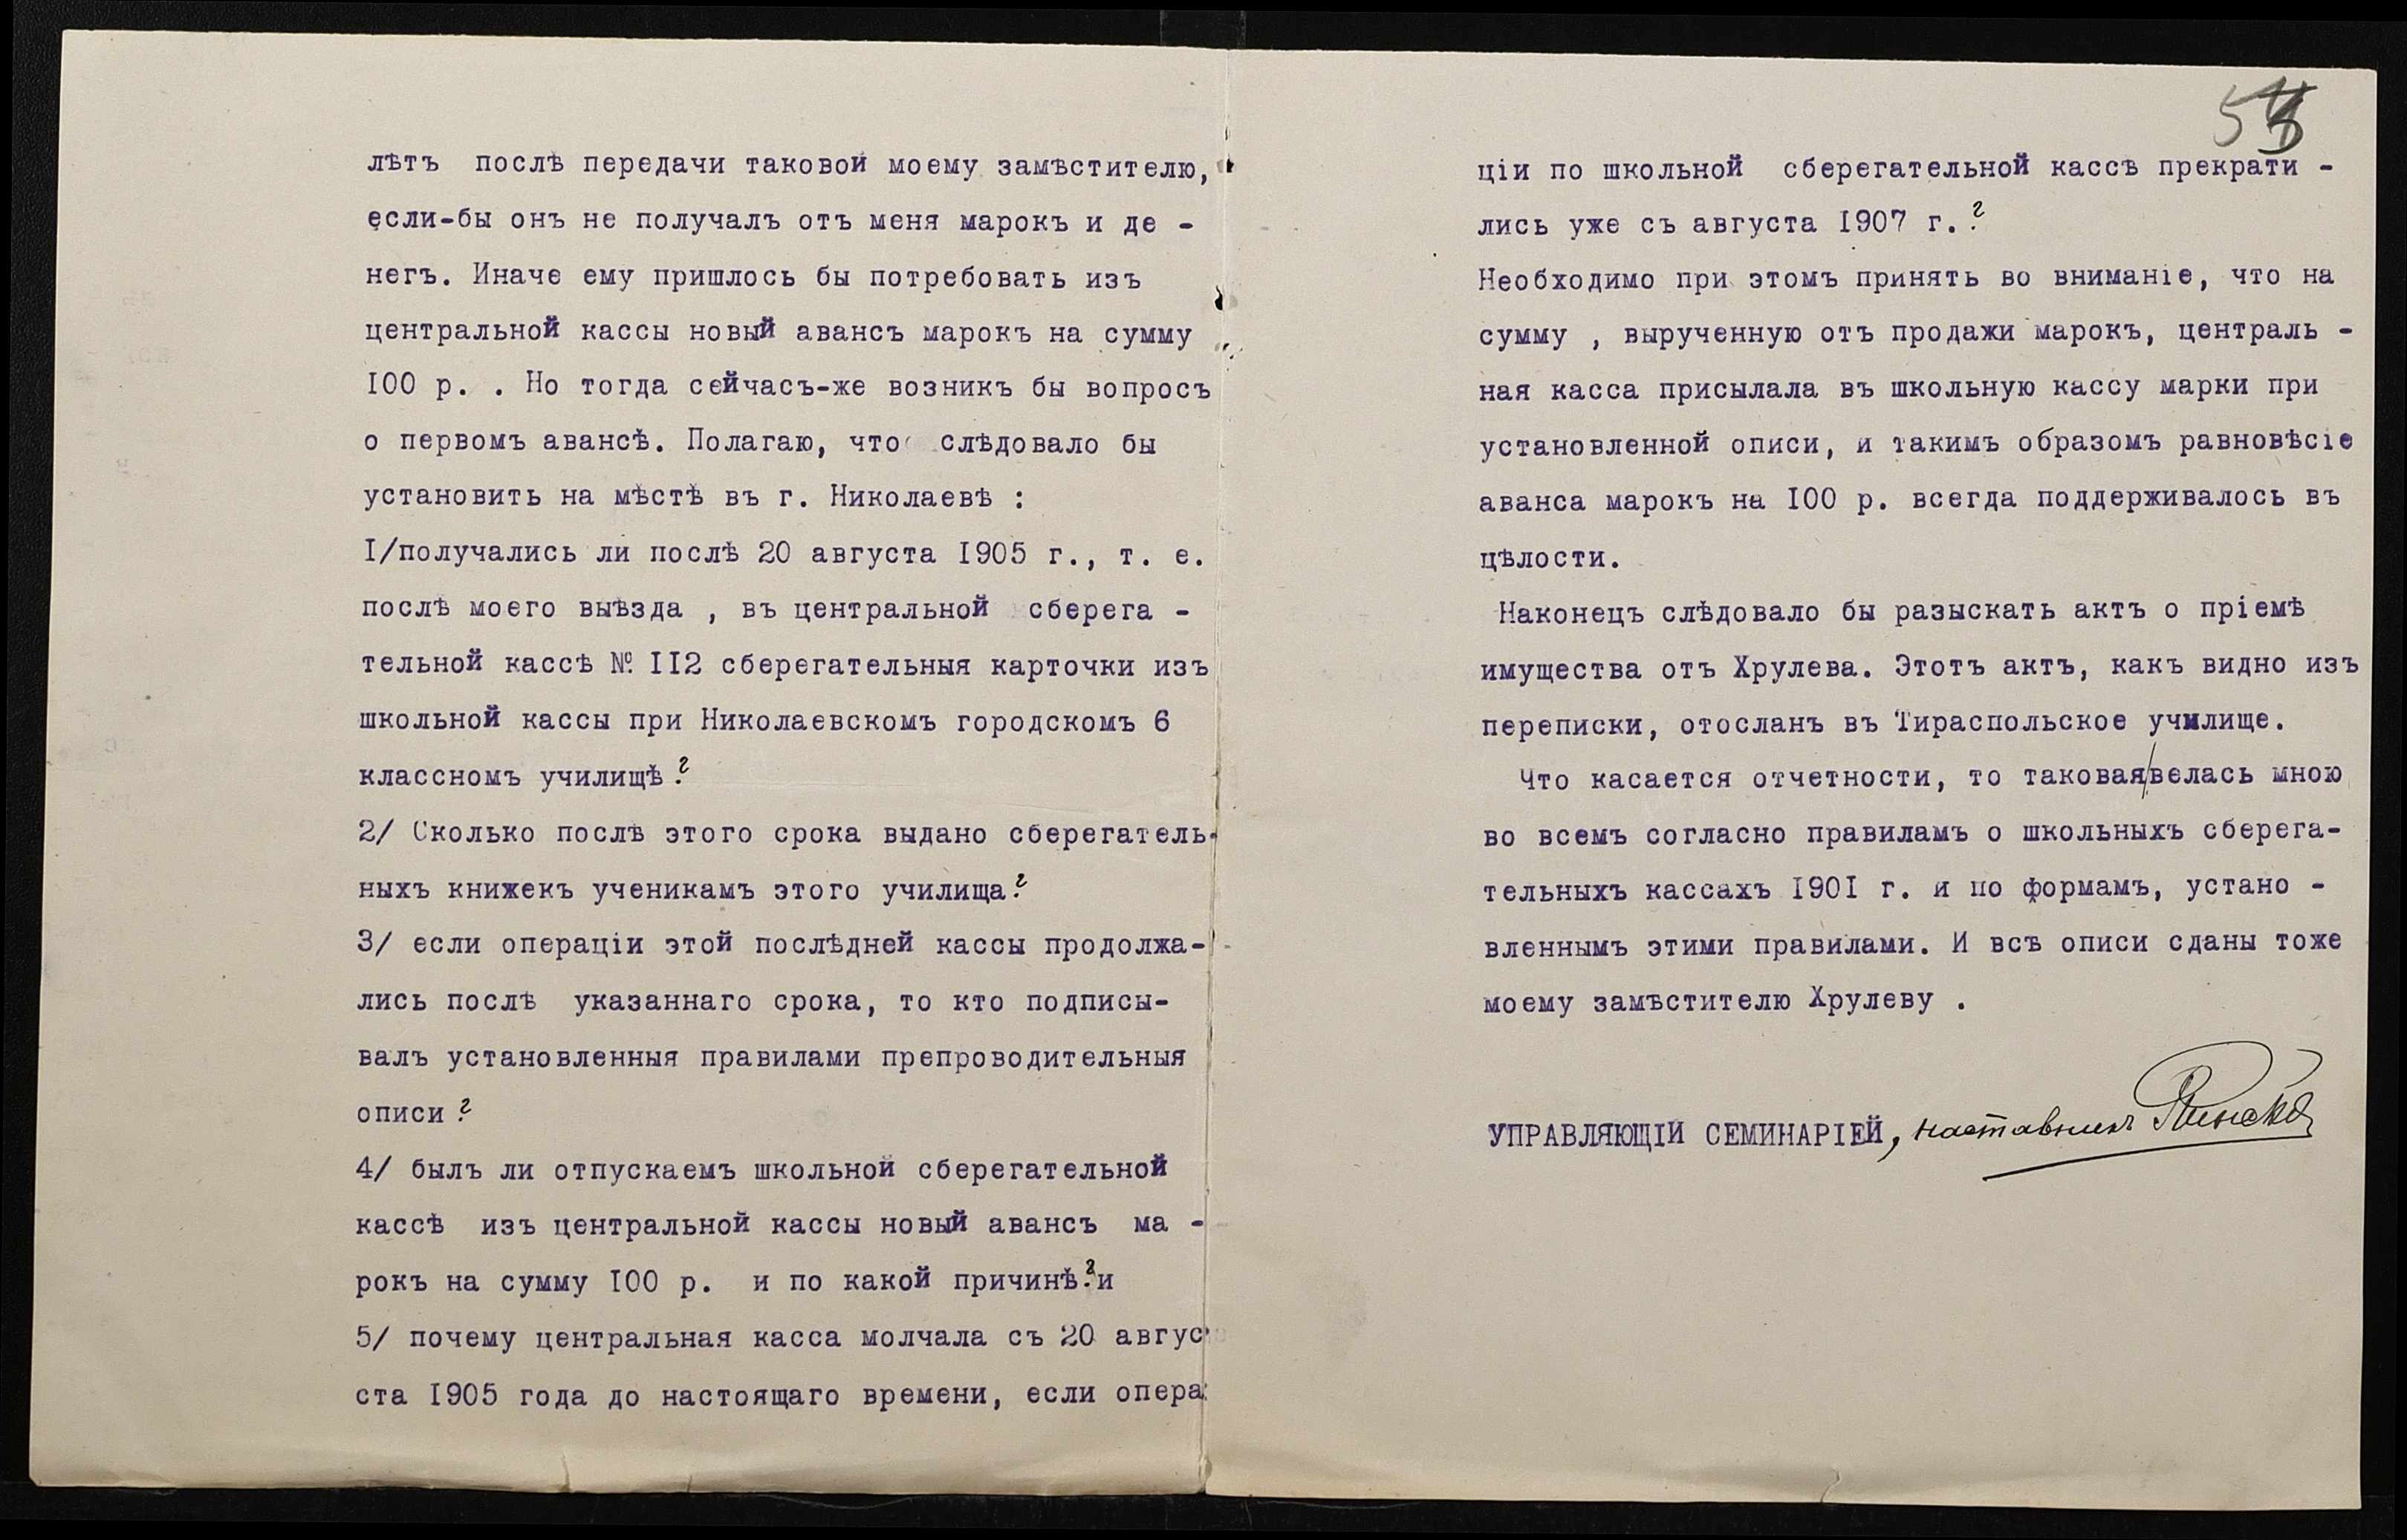 лѣтъ послѣ передачи таковой моему замѣстителю,
если-бы онъ не получалъ отъ меня марокъ и де -
негъ. Иначе ему пришлось бы потребовать изъ
центральной кассы новый авансъ марокъ на сумму
100 р. . Но тогда сейчасъ-же возникъ бы вопросъ
о первомъ авансѣ. Полагаю, что слѣдовало бы
установить на мѣстѣ въ г. Николаевѣ :
I/получались ли послѣ 20 августа 1905 г., т. е.
послѣ моего выѣзда , въ центральной сберега -
тельной кассѣ № 112 сберегательныя карточки изъ
школьной кассы при Николаевскомъ городскомъ 6
классномъ училищѣ?
2/ Сколько послѣ этого срока выдано сберегатель-
ныхъ книжекъ ученикамъ этого училища?
3/ если операціи этой послѣдней кассы продолжа-
лись послѣ указаннаго срока, то кто подписы-
валъ установленныя правилами препроводительныя
описи?
4/ былъ ли отпускаемъ школьной сберегательной
кассѣ изъ центральной кассы новый авансъ ма -
рокъ на сумму 100 р. и по какой причинѣ? и
5/ почему центральная касса молчала съ 20 авгус
ста 1905 года до настоящаго времени, если опера
ціи по школьной сберегательной кассѣ прекрати -
лись уже съ августа 1907 г.?
Необходимо при этомъ принять во вниманіе, что на
сумму , вырученную отъ продажи марокъ, централь -
ная касса присылала въ школьную кассу марки при
установленной описи, и такимъ образомъ равновѣсіе
аванса марокъ на 100 р. всегда поддерживалось въ
цѣлости.
Наконецъ слѣдовало бы разыскать актъ о пріемѣ
имущества отъ Хрулева. Этотъ актъ, какъ видно изъ
переписки, отосланъ въ Тираспольское училище.
Что касается отчетности, то таковая/велась мною
во всемъ согласно правиламъ о школьныхъ сберега-
тельныхъ кассахъ 1901 г. и по формамъ, устано -
вленнымъ этими правилами. И всѣ описи сданы тоже
моему замѣстителю Хрулеву .
УПРАВЛЯЮЩІЙ СЕМИНАРІЕЙ, наставникъ